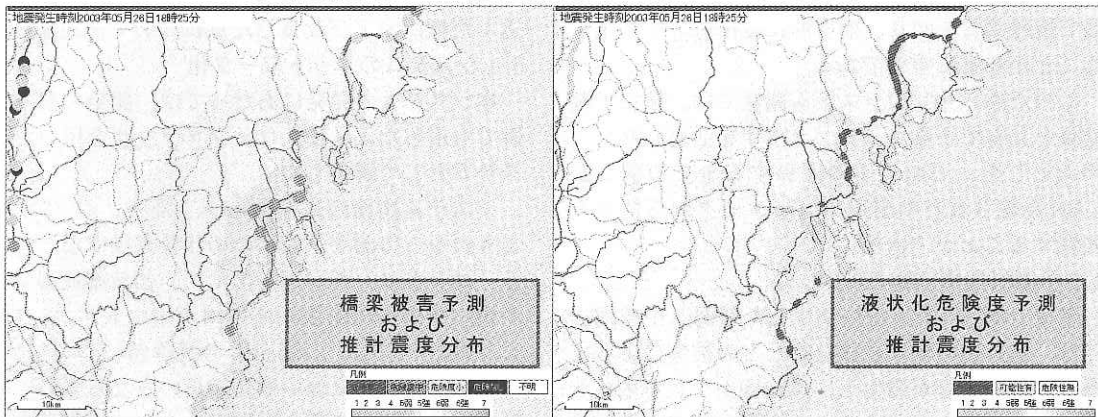 地震発生時刻2003年05月26日18時25分
橋梁被害予測
および
推計震度分布
凡例
危険度小
危険なし
不明
1 2 3 4 5弱 5強 6弱 6強 7
10km
地震発生時刻2003年05月26日18時25分
液状化危険度予測
および
推計震度分布
凡例
可能性有
危険性無
1 2 3 4 5弱 5強 6弱 6強 7
10km